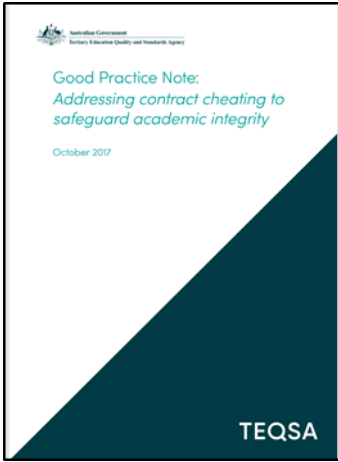 Australian Government
Tertiary Education Quality and Standards Agency
Good Practice Note:
Addressing contract cheating to
safeguard academic integrity
October 2017
TEQSA